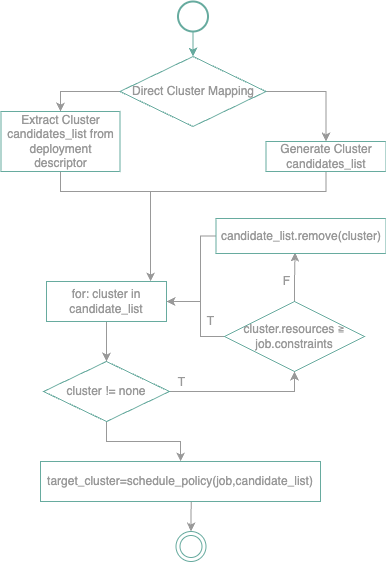 Direct Cluster Mapping
Extract Cluster
candidates_list from
deployment
descriptor
Generate Cluster
candidates_list
candidate_list.remove(cluster)
F
for: cluster in
candidate_list
T
cluster.resources ≧
job.constraints
cluster != none
T
target_cluster=schedule_policy(job,candidate_list)